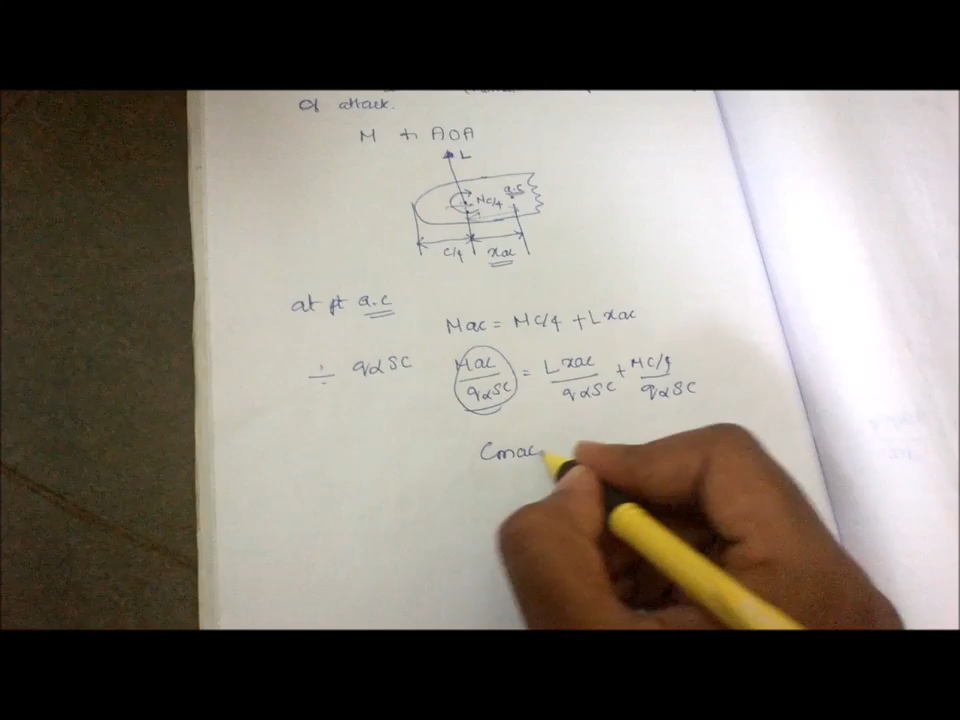 Of attack.
M AOA
L
Mc/4 a.c
c/4 xac
at pt a.c
Mac = Mc/4 + Lxac
÷ q∝SC Mac/q∝SC = Lxac/q∝SC + Mc/4/q∝SC
Cmac